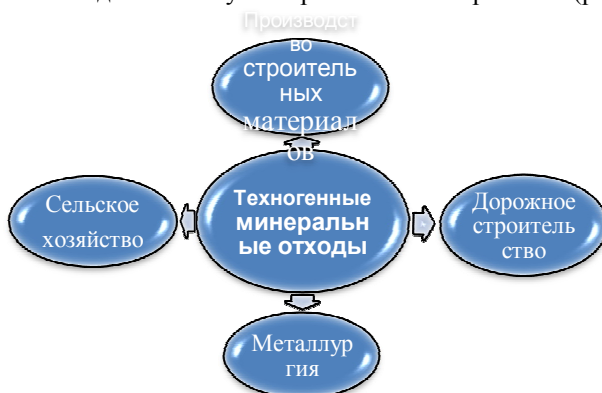 Производст
во
строитель
ных
материал
ов
Сельское
хозяйство
Техногенные
минеральн
ые отходы
Дорожное
строитель
ство
Металлур
гия